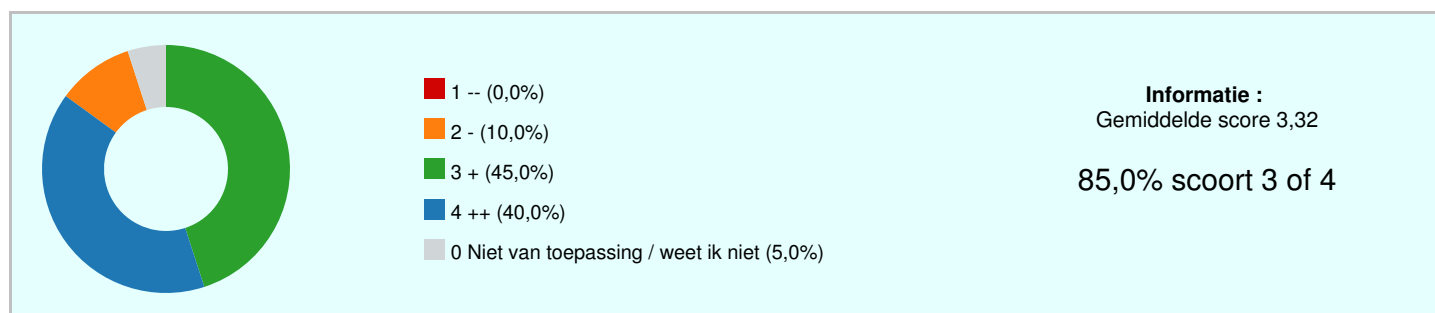 1 -- (0,0%)
2 - (10,0%)
3 + (45,0%)
4 ++ (40,0%)
0 Niet van toepassing / weet ik niet (5,0%)
Informatie :
Gemiddelde score 3,32
85,0% scoort 3 of 4